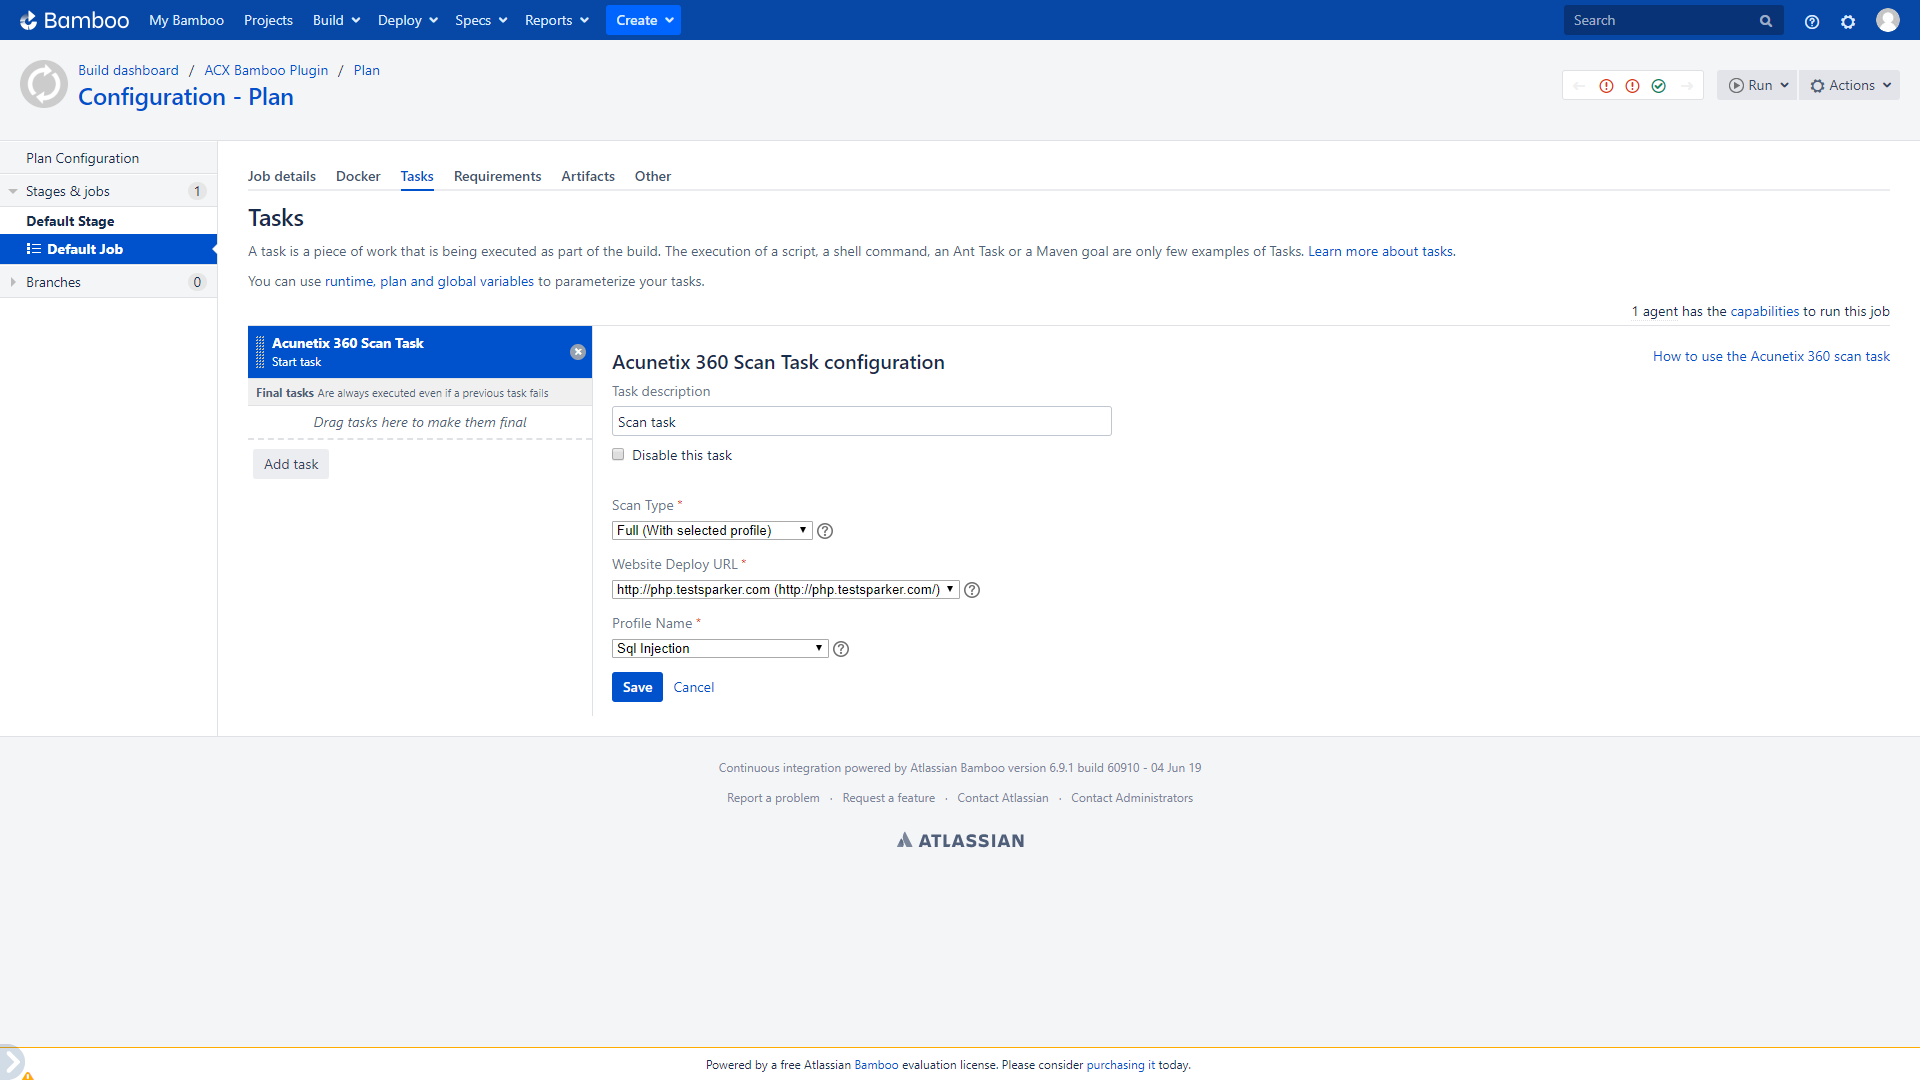 Bamboo My Bamboo Projects Build Deploy Specs Reports Create Search
Build dashboard / ACX Bamboo Plugin / Plan
Configuration - Plan
Run Actions
Plan Configuration
Stages & jobs 1
Default Stage
Default Job
Branches 0
Job details Docker Tasks Requirements Artifacts Other
Tasks
A task is a piece of work that is being executed as part of the build. The execution of a script, a shell command, an Ant Task or a Maven goal are only few examples of Tasks. Learn more about tasks.
You can use runtime, plan and global variables to parameterize your tasks.
1 agent has the capabilities to run this job
Acunetix 360 Scan Task
Start task
Final tasks Are always executed even if a previous task fails
Drag tasks here to make them final
Add task
Acunetix 360 Scan Task configuration
How to use the Acunetix 360 scan task
Task description
Scan task
Disable this task
Scan Type *
Full (With selected profile)
Website Deploy URL *
http://php.testsparker.com (http://php.testsparker.com/)
Profile Name *
Sql Injection
Save Cancel
Continuous integration powered by Atlassian Bamboo version 6.9.1 build 60910 - 04 Jun 19
Report a problem · Request a feature · Contact Atlassian · Contact Administrators
ATLASSIAN
Powered by a free Atlassian Bamboo evaluation license. Please consider purchasing it today.